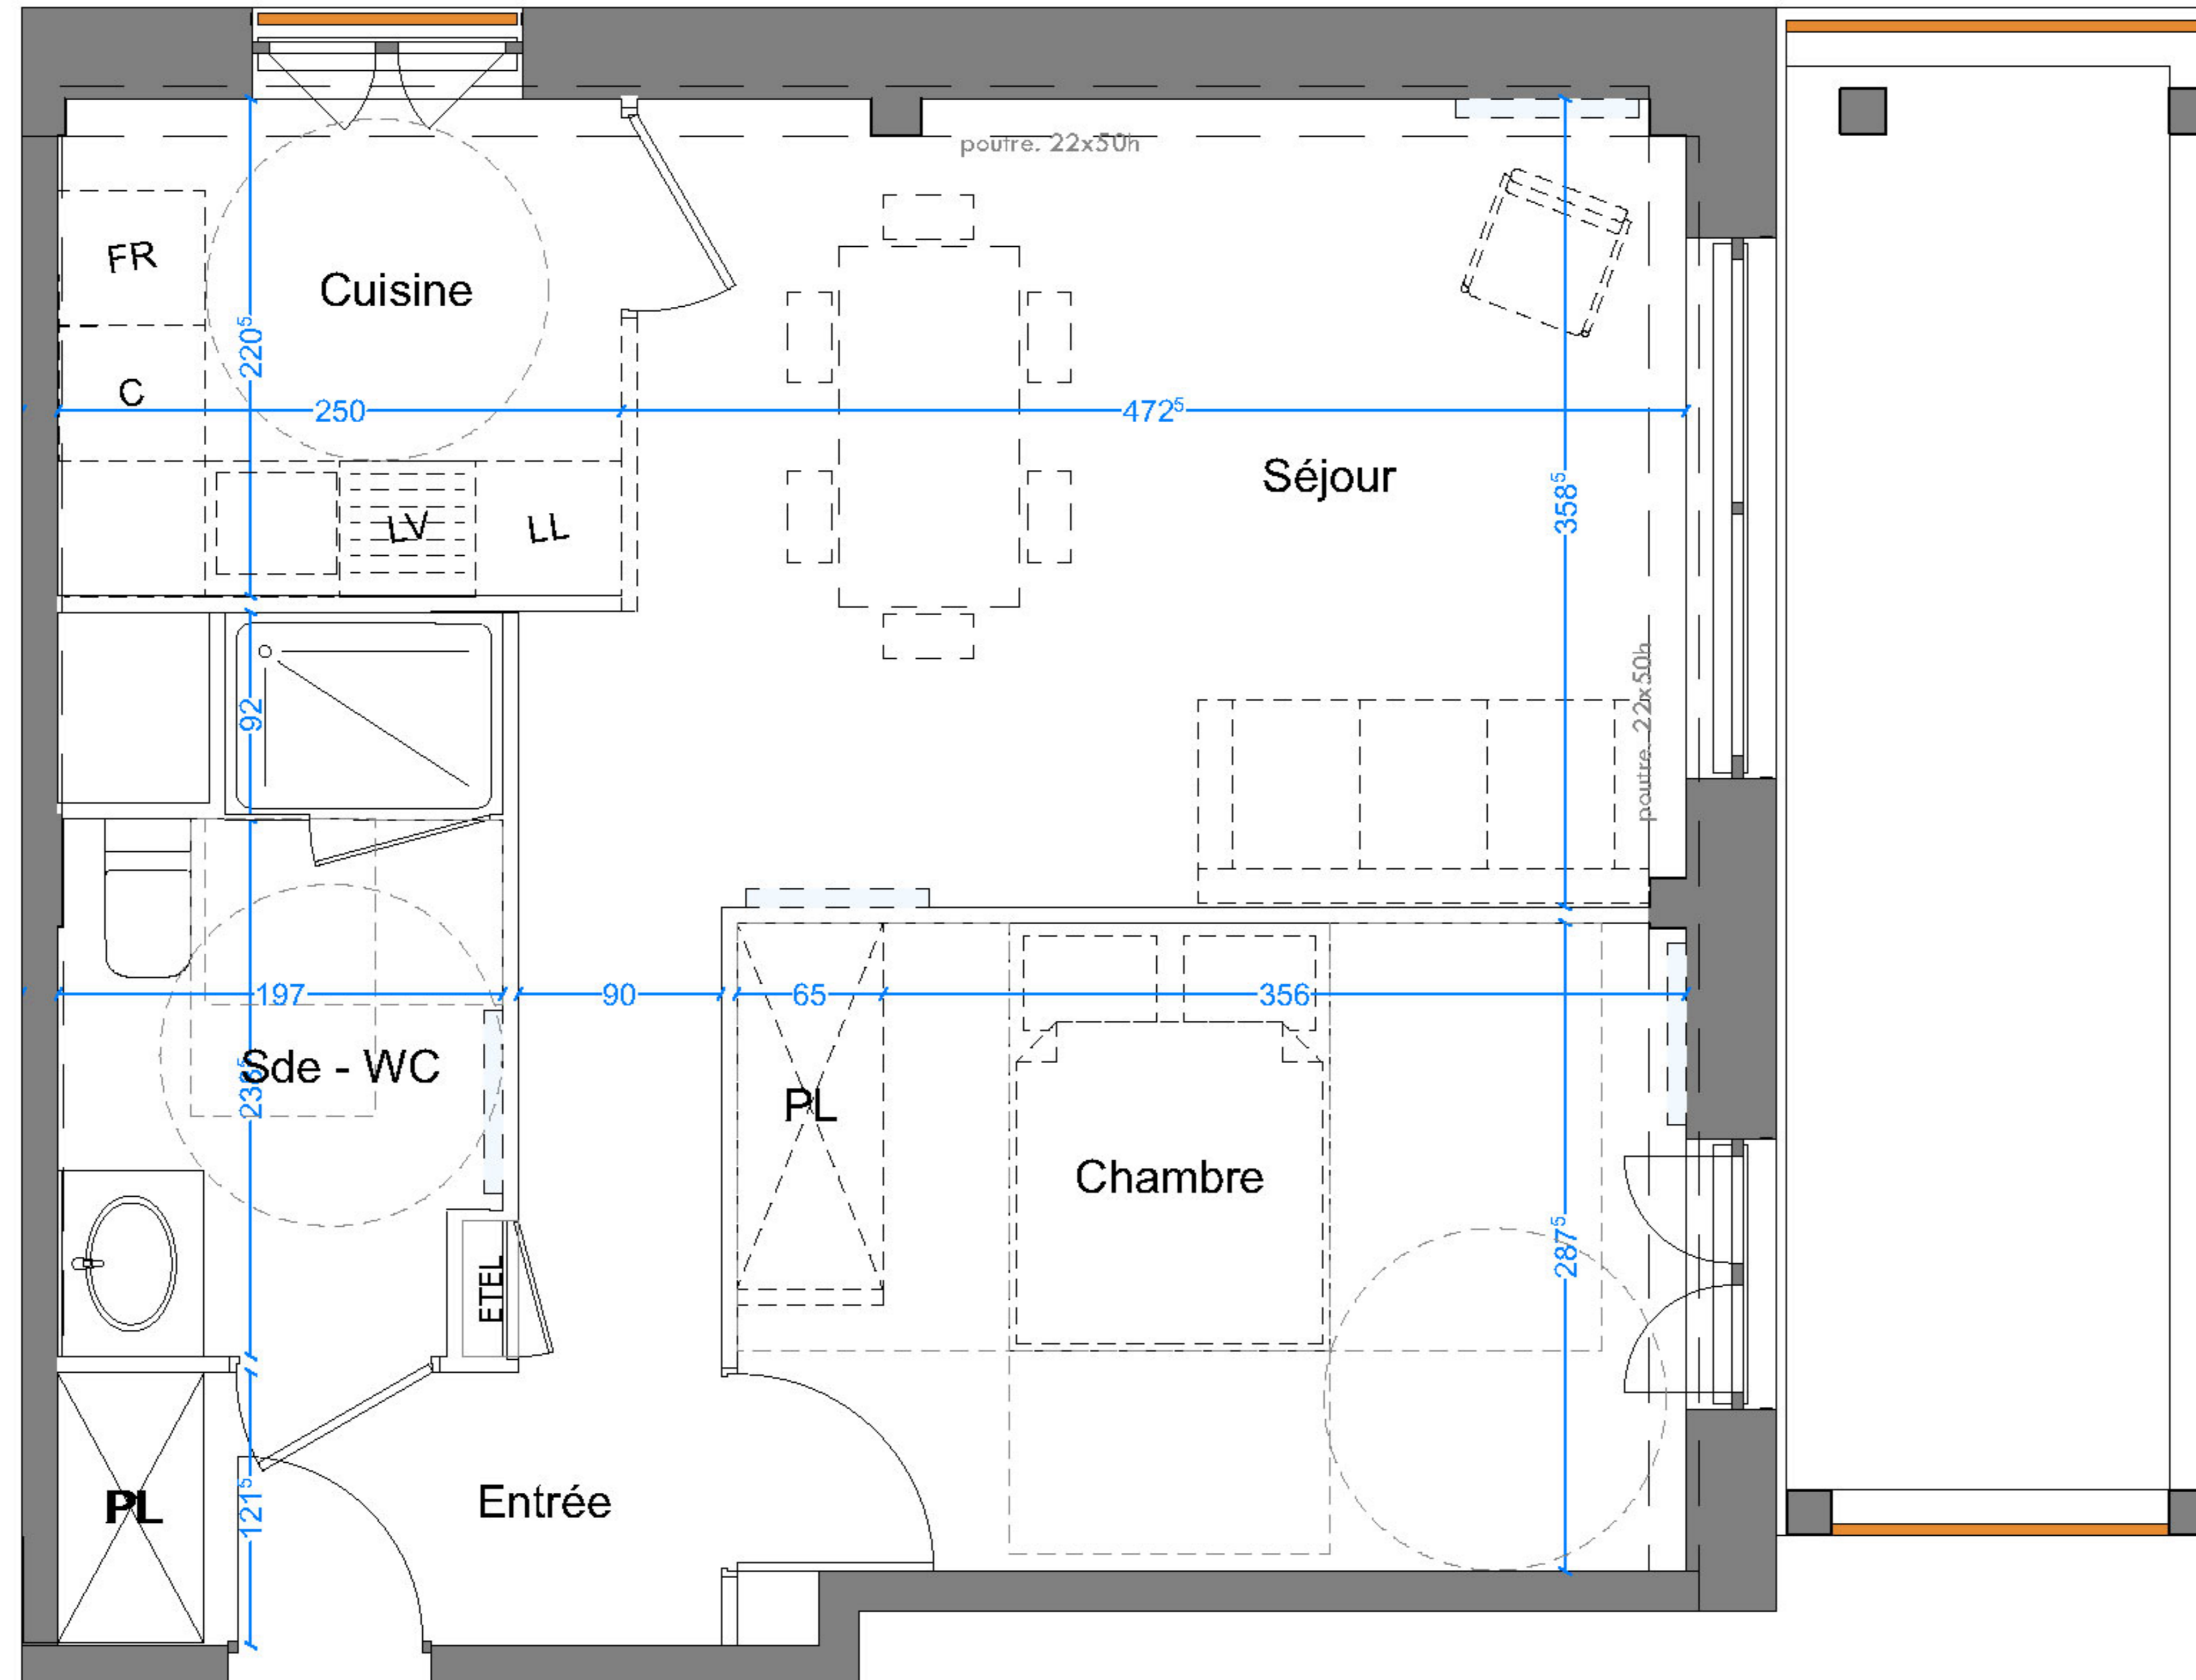 poutre. 22x50h
FR
Cuisine
220⁵
C
250
472⁵
Séjour
358⁵
LV
LL
92
poutre. 22x50h
197
90
65
356
Sde - WC
PL
Chambre
287⁵
ETEL
PL
121⁵
Entrée